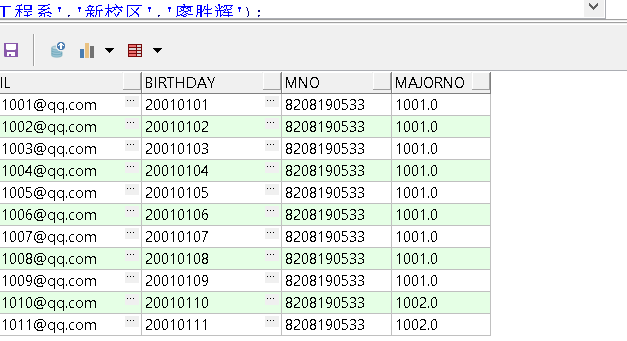 工程系','新校区','廖胜辉');
IL BIRTHDAY MNO MAJORNO
1001@qq.com ... 20010101 ... 8208190533 1001.0
1002@qq.com ... 20010102 ... 8208190533 1001.0
1003@qq.com ... 20010103 ... 8208190533 1001.0
1004@qq.com ... 20010104 ... 8208190533 1001.0
1005@qq.com ... 20010105 ... 8208190533 1001.0
1006@qq.com ... 20010106 ... 8208190533 1001.0
1007@qq.com ... 20010107 ... 8208190533 1001.0
1008@qq.com ... 20010108 ... 8208190533 1001.0
1009@qq.com ... 20010109 ... 8208190533 1001.0
1010@qq.com ... 20010110 ... 8208190533 1002.0
1011@qq.com ... 20010111 ... 8208190533 1002.0